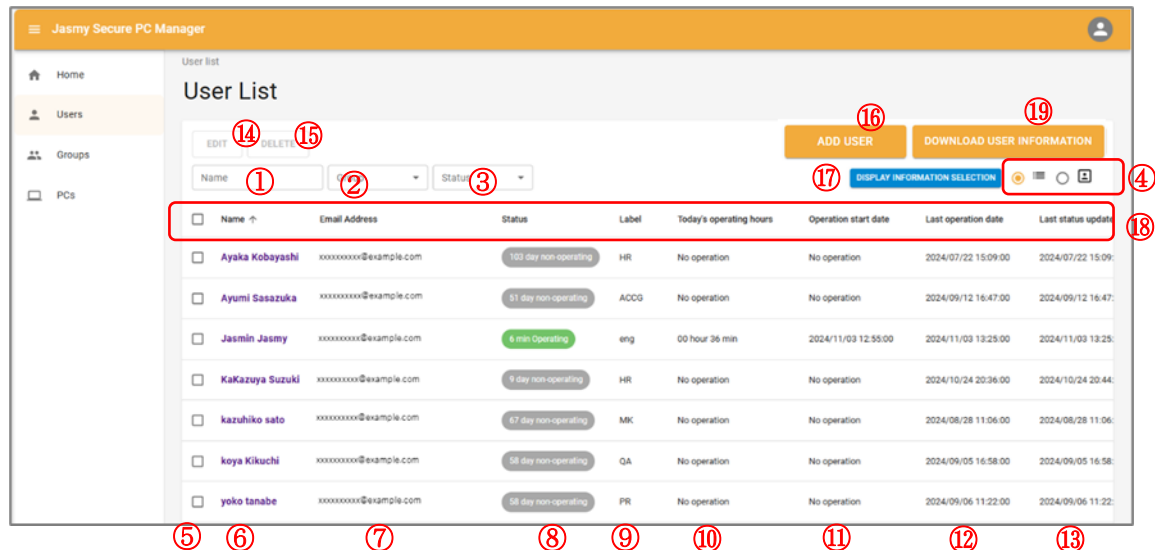 Jasmy Secure PC Manager
Home
Users
Groups
PCs
User list
User List
EDIT ⑭ DELETE ⑮ ADD USER ⑯ DOWNLOAD USER INFORMATION ⑲
Name ① Group ② Status ③ ⑰ DISPLAY INFORMATION SELECTION ④
Name ↑ Email Address Status Label Today's operating hours Operation start date Last operation date Last status update ⑱
Ayaka Kobayashi xxxxxxxxxx@example.com 103 day non-operating HR No operation No operation 2024/07/22 15:09:00 2024/07/22 15:09:
Ayumi Sasazuka xxxxxxxxxx@example.com 51 day non-operating ACCG No operation No operation 2024/09/12 16:47:00 2024/09/12 16:47:
Jasmin Jasmy xxxxxxxxxx@example.com 6 min Operating eng 00 hour 36 min 2024/11/03 12:55:00 2024/11/03 13:25:00 2024/11/03 13:25:
KaKazuya Suzuki xxxxxxxxxx@example.com 9 day non-operating HR No operation No operation 2024/10/24 20:36:00 2024/10/24 20:44:
kazuhiko sato xxxxxxxxxx@example.com 67 day non-operating MK No operation No operation 2024/08/28 11:06:00 2024/08/28 11:06:
koya Kikuchi xxxxxxxxxx@example.com 58 day non-operating QA No operation No operation 2024/09/05 16:58:00 2024/09/05 16:58:
yoko tanabe xxxxxxxxxx@example.com 58 day non-operating PR No operation No operation 2024/09/06 11:22:00 2024/09/06 11:22:
⑤ ⑥ ⑦ ⑧ ⑨ ⑩ ⑪ ⑫ ⑬